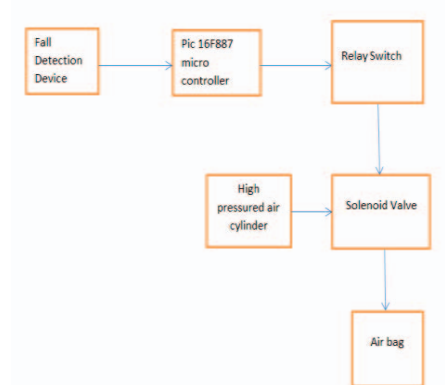 Fall
Detection
Device
Pic 16F887
micro
controller
Relay Switch
High
pressured air
cylinder
Solenoid Valve
Air bag